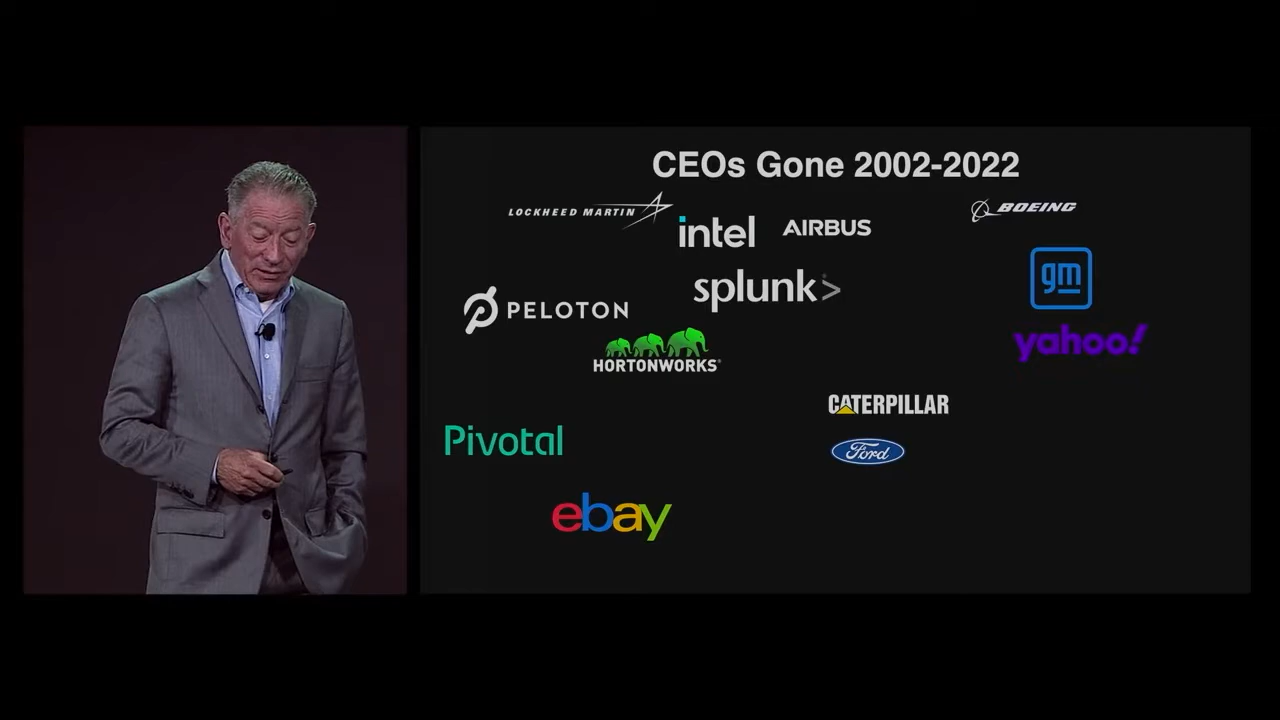 CEOs Gone 2002-2022
LOCKHEED MARTIN
intel
AIRBUS
BOEING
splunk>
gm
PELOTON
yahoo!
HORTONWORKS®
CATERPILLAR
Pivotal
Ford
ebay